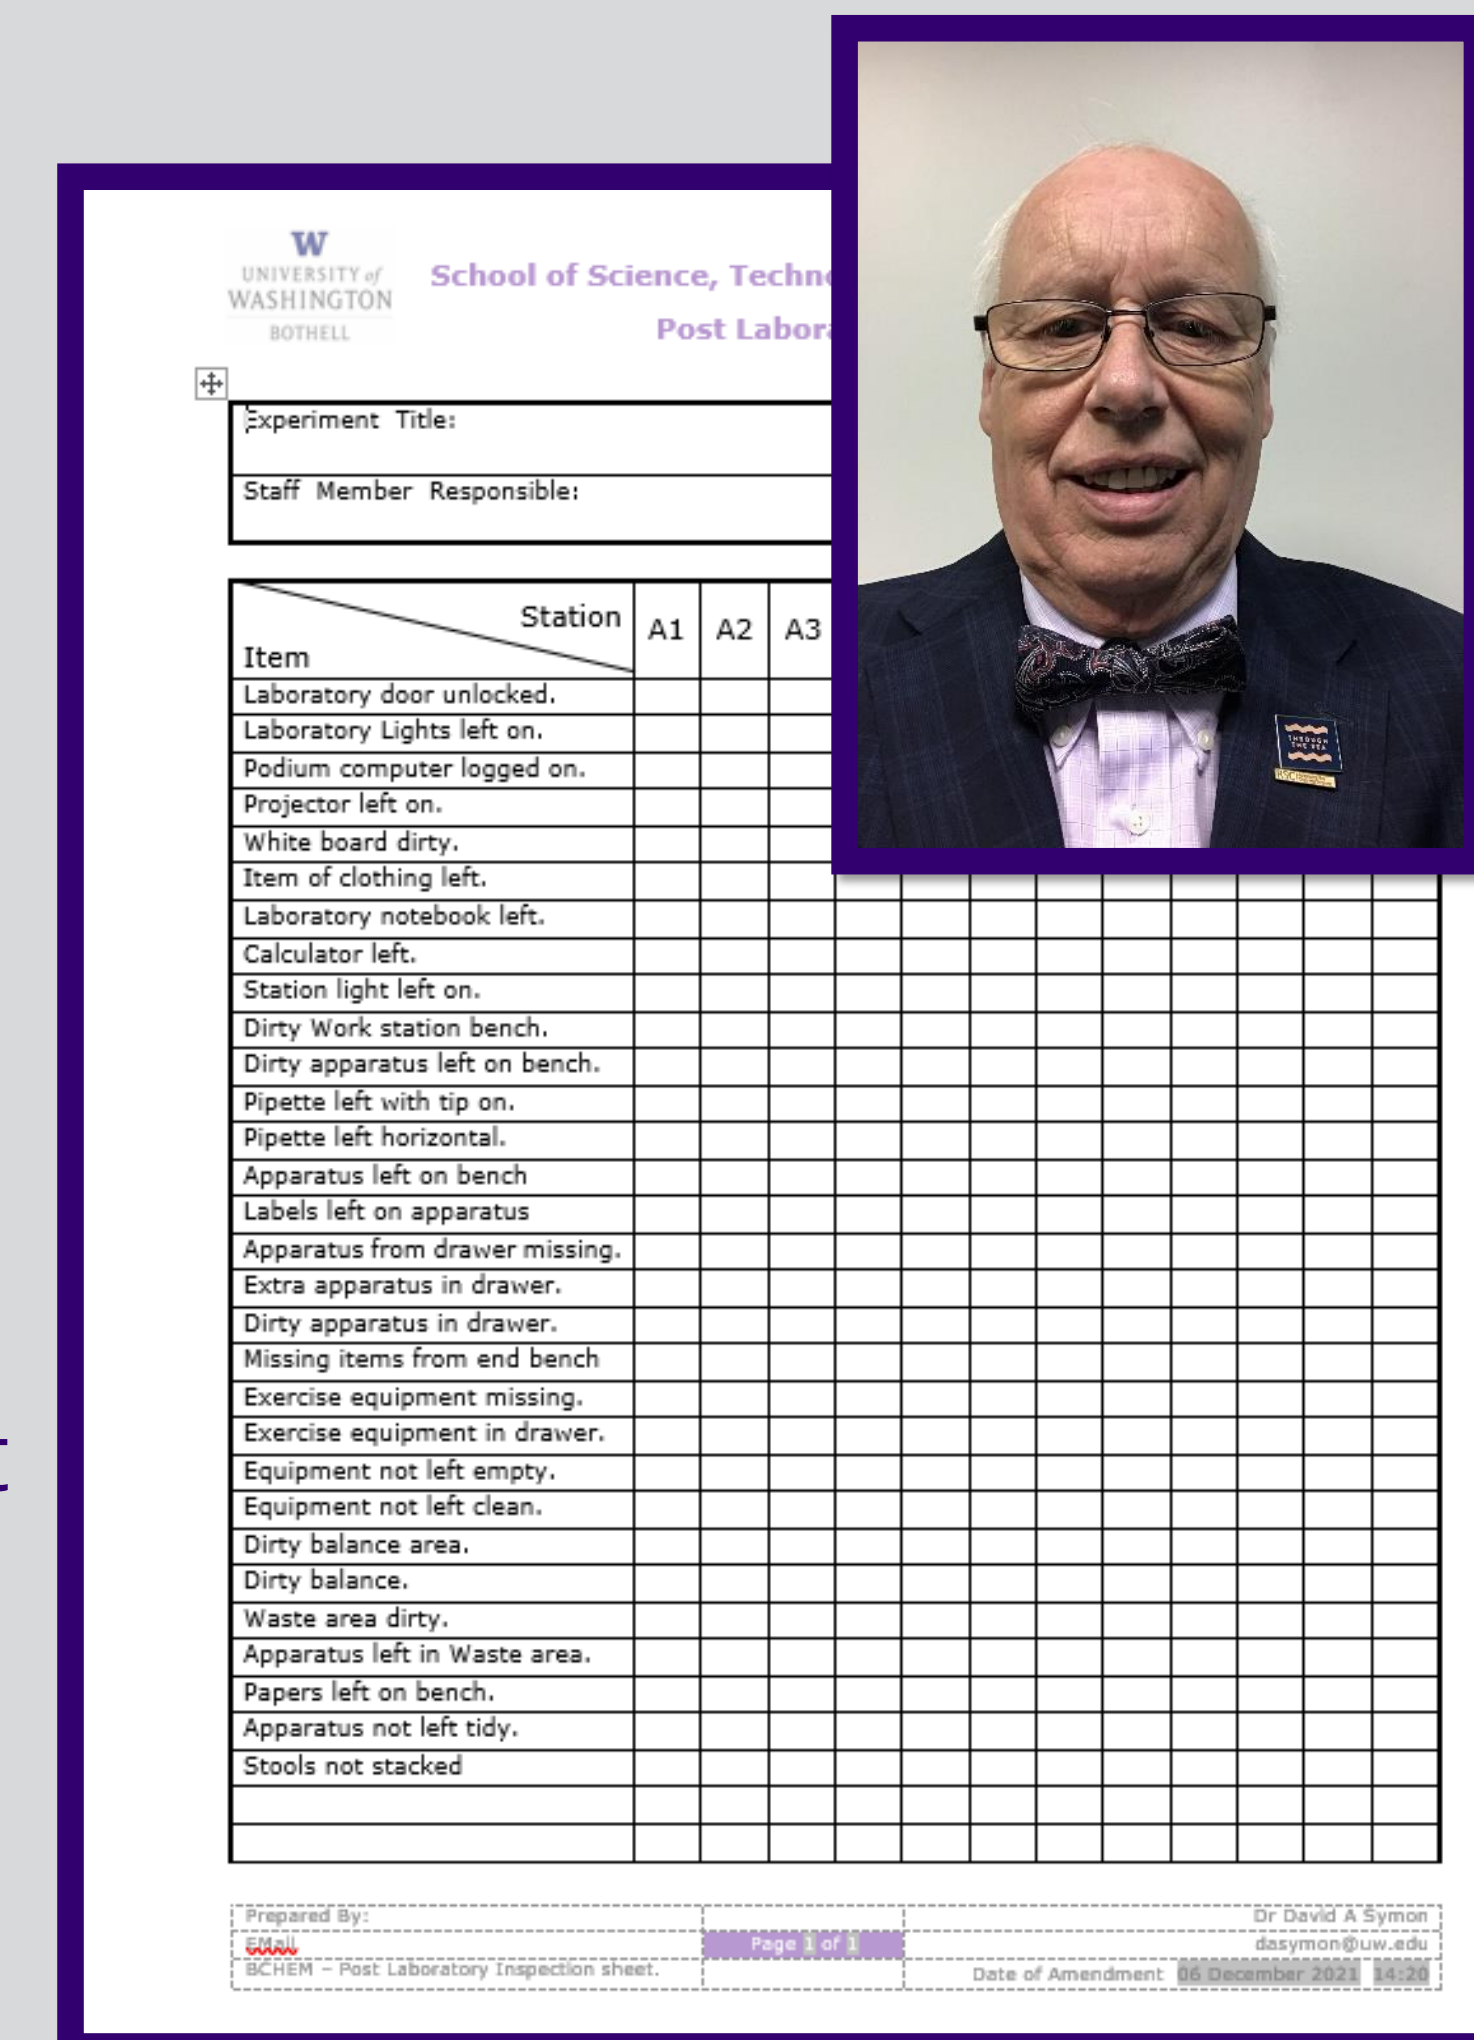 W
UNIVERSITY of
WASHINGTON
BOTHELL
School of Science, Techno
Post Labora
Experiment Title:
Staff Member Responsible:
Station
Item
A1 A2 A3
Laboratory door unlocked.
Laboratory Lights left on.
Podium computer logged on.
Projector left on.
White board dirty.
Item of clothing left.
Laboratory notebook left.
Calculator left.
Station light left on.
Dirty Work station bench.
Dirty apparatus left on bench.
Pipette left with tip on.
Pipette left horizontal.
Apparatus left on bench
Labels left on apparatus
Apparatus from drawer missing.
Extra apparatus in drawer.
Dirty apparatus in drawer.
Missing items from end bench
Exercise equipment missing.
Exercise equipment in drawer.
Equipment not left empty.
Equipment not left clean.
Dirty balance area.
Dirty balance.
Waste area dirty.
Apparatus left in Waste area.
Papers left on bench.
Apparatus not left tidy.
Stools not stacked
THROUGH
THE SEA
Prepared By: Dr David A Symon
EMail Page 1 of 1 dasymon@uw.edu
BCHEM – Post Laboratory Inspection sheet. Date of Amendment 06 December 2021 14:20
t